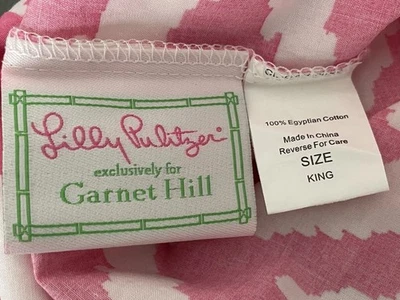 Lilly Pulitzer
exclusively for
Garnet Hill
100% Egyptian Cotton
Made In China
Reverse For Care
SIZE
KING